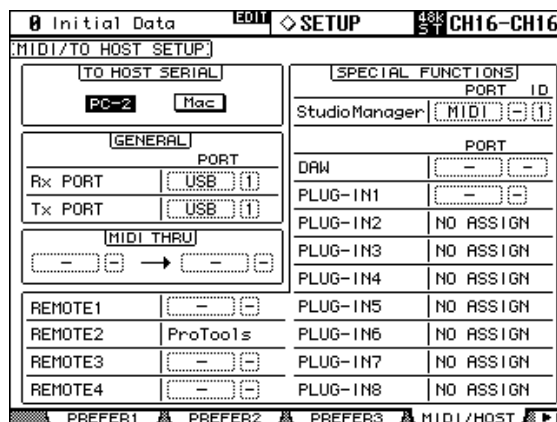 0 Initial Data EDIT ◇SETUP 48K ST CH16-CH16
MIDI/TO HOST SETUP
TO HOST SERIAL
PC-2 Mac
GENERAL
PORT
Rx PORT USB 1
Tx PORT USB 1
MIDI THRU
- - → - -
REMOTE1 - -
REMOTE2 ProTools
REMOTE3 - -
REMOTE4 - -
SPECIAL FUNCTIONS
PORT ID
StudioManager MIDI - 1
PORT
DAW - -
PLUG-IN1 - -
PLUG-IN2 NO ASSIGN
PLUG-IN3 NO ASSIGN
PLUG-IN4 NO ASSIGN
PLUG-IN5 NO ASSIGN
PLUG-IN6 NO ASSIGN
PLUG-IN7 NO ASSIGN
PLUG-IN8 NO ASSIGN
PREFER1 PREFER2 PREFER3 MIDI/HOST